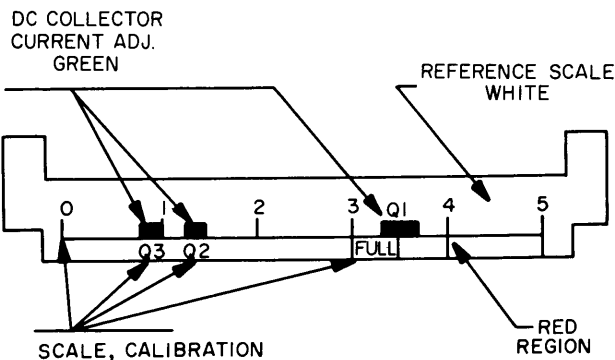 DC COLLECTOR
CURRENT ADJ.
GREEN
REFERENCE SCALE
WHITE
0 1 2 3 Q1 4 5
Q3 Q2 FULL
SCALE, CALIBRATION
RED
REGION